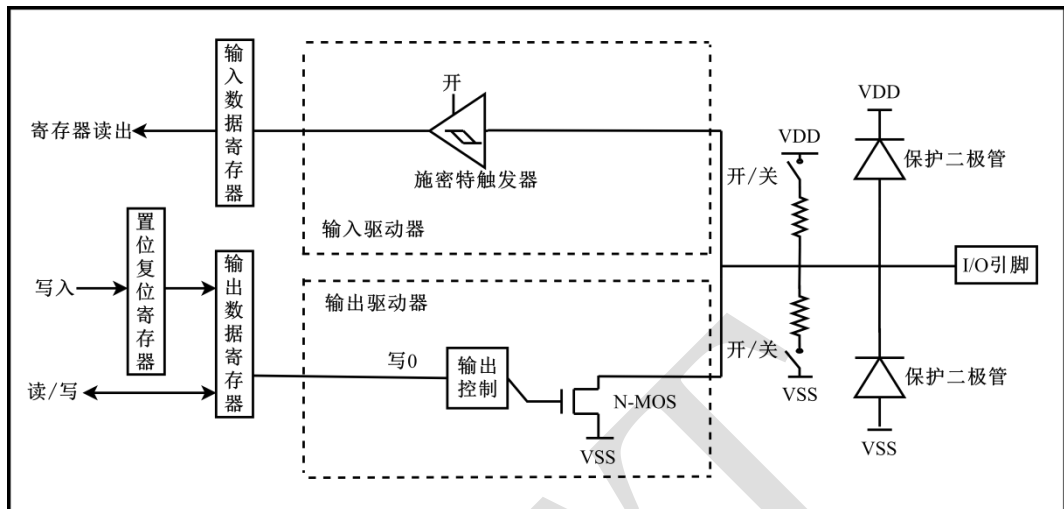 输入数据寄存器
开
寄存器读出
施密特触发器
输入驱动器
VDD
开/关
VDD
保护二极管
I/O引脚
置位复位寄存器
写入
输出数据寄存器
读/写
输出驱动器
写0
输出控制
N-MOS
VSS
开/关
VSS
保护二极管
VSS